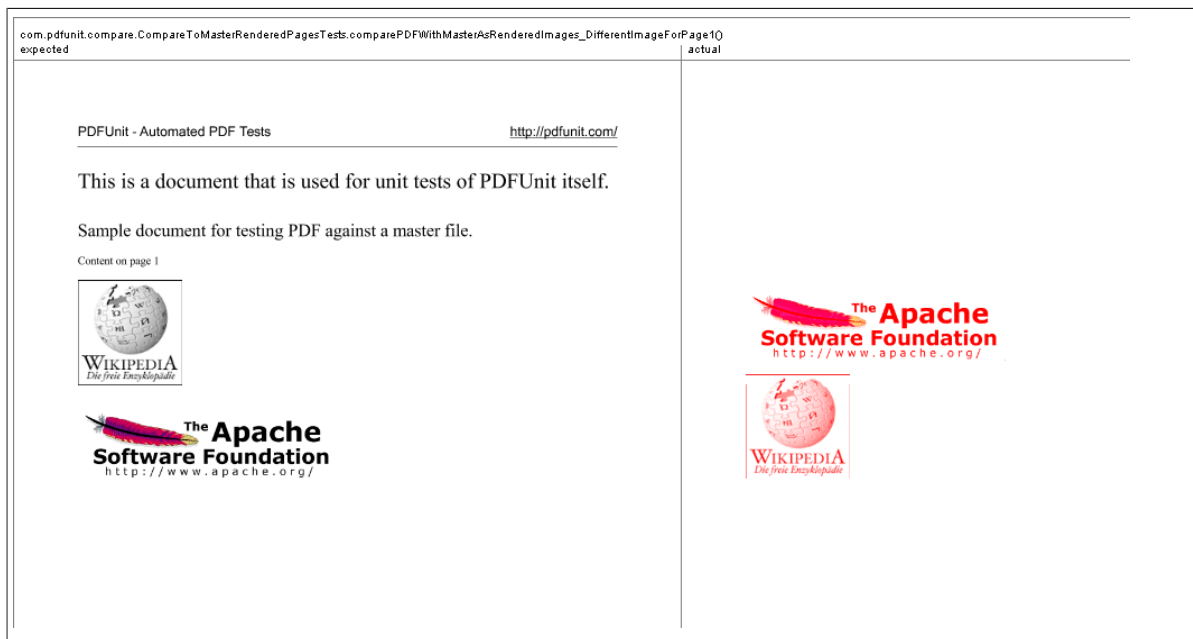 com.pdfunit.compare.CompareToMasterRenderedPagesTests.comparePDFWithMasterAsRenderedImages_DifferentImageForPage1()
expected
actual
PDFUnit - Automated PDF Tests
http://pdfunit.com/
This is a document that is used for unit tests of PDFUnit itself.
Sample document for testing PDF against a master file.
Content on page 1
WIKIPEDIA
Die freie Enzyklopädie
The Apache
Software Foundation
http://www.apache.org/
The Apache
Software Foundation
http://www.apache.org/
WIKIPEDIA
Die freie Enzyklopädie